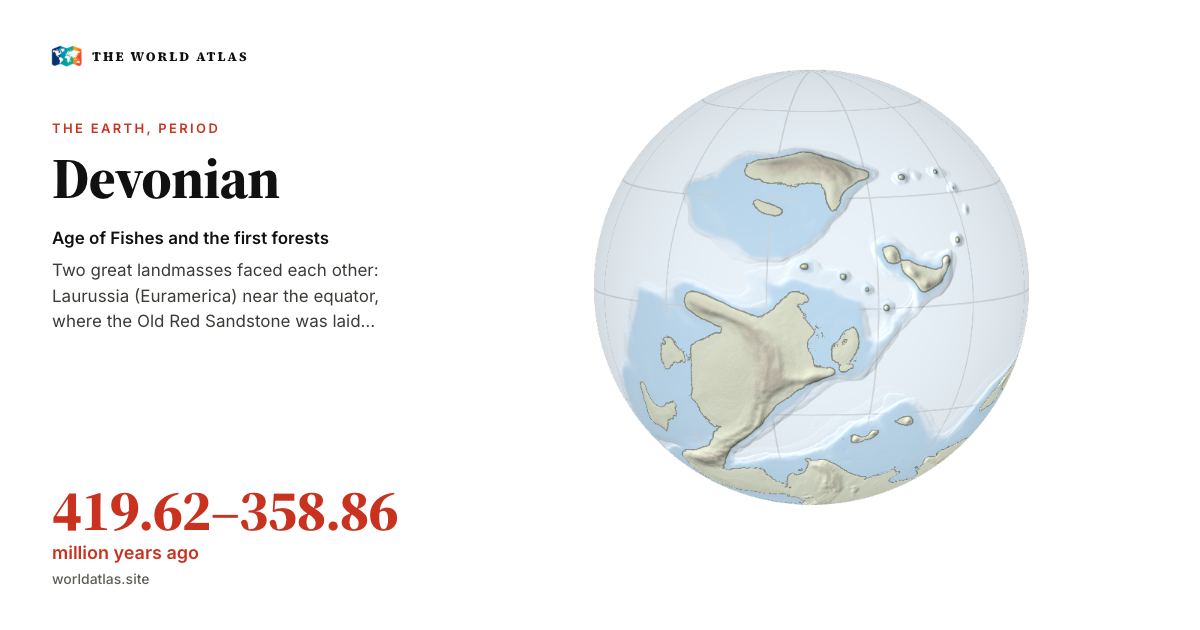 THE WORLD ATLAS
THE EARTH, PERIOD
Devonian
Age of Fishes and the first forests
Two great landmasses faced each other:
Laurussia (Euramerica) near the equator,
where the Old Red Sandstone was laid...
419.62–358.86
million years ago
worldatlas.site